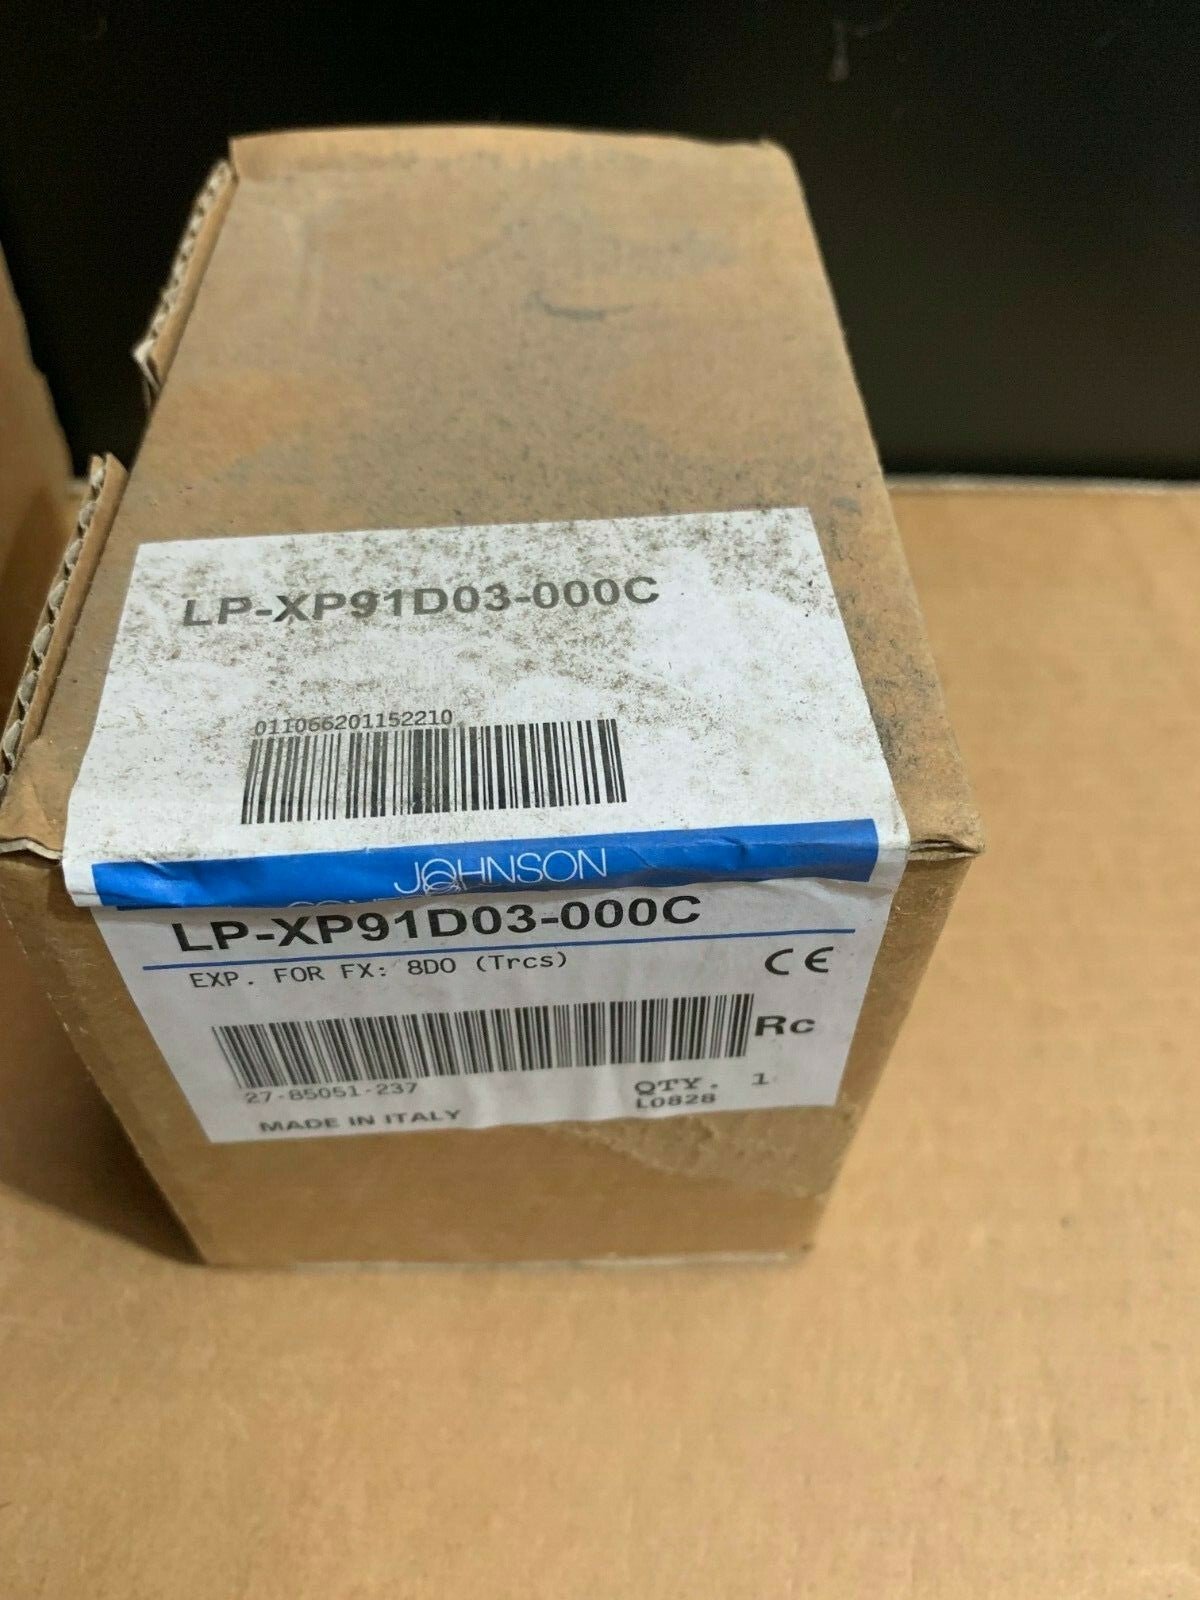 LP-XP91D03-000C
011066201152210
JOHNSON
LP-XP91D03-000C
EXP. FOR FX: 8DO (Trcs)
CE
Rc
27-85051-237
QTY. 1
L0828
MADE IN ITALY